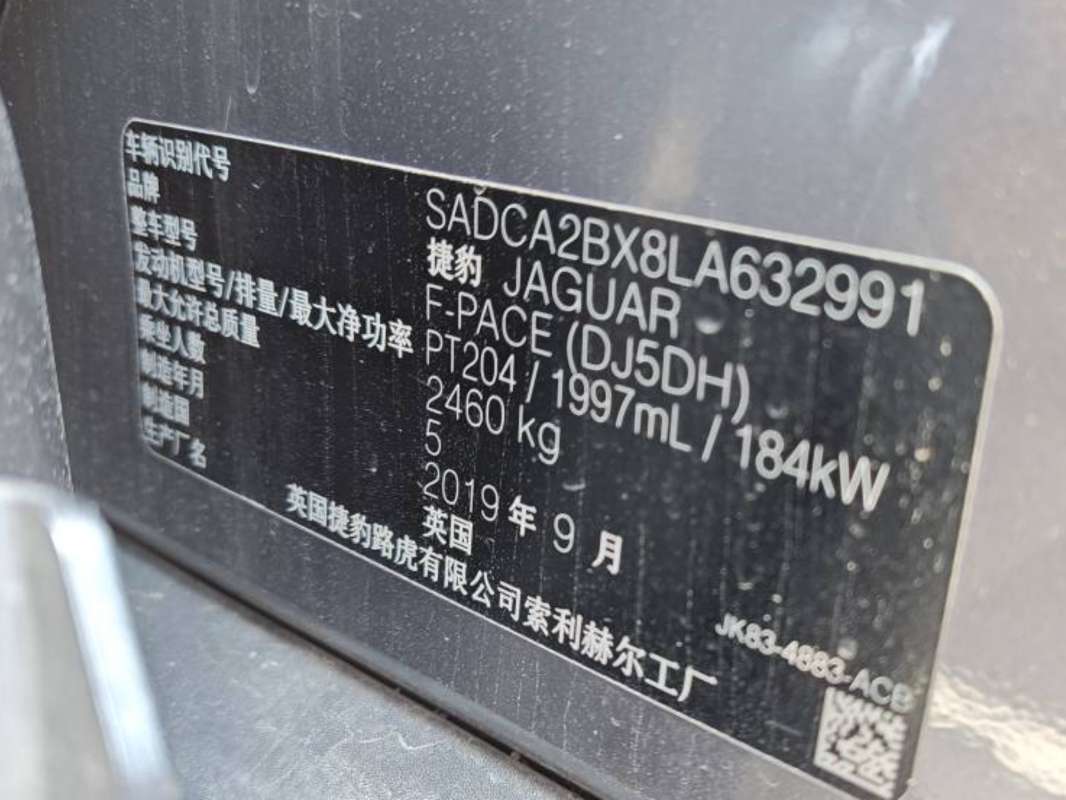 车辆识别代号 SADCA2BX8LA632991
品牌 捷豹 JAGUAR
整车型号 F-PACE (DJ5DH)
发动机型号/排量/最大净功率 PT204 / 1997mL / 184kW
最大允许总质量 2460 kg
乘坐人数 5
制造年月 2019 年 9 月
制造国 英国
生产厂名 英国捷豹路虎有限公司索利赫尔工厂
JK83-4883-ACB